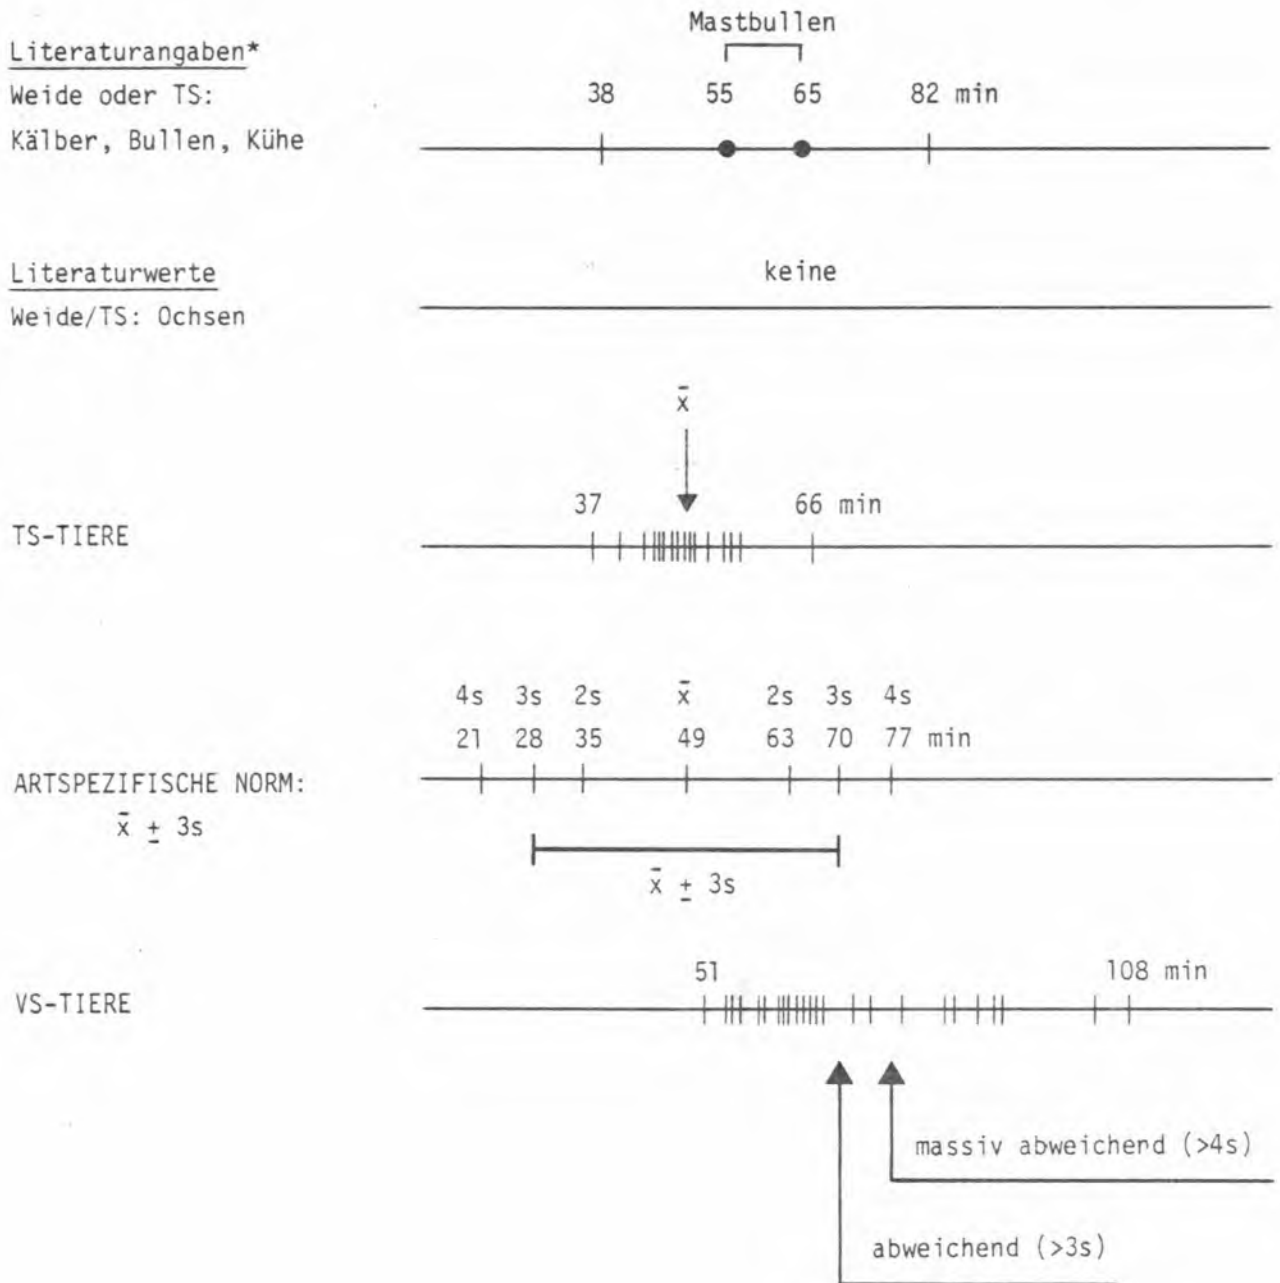 Mastbullen
Literaturangaben*
Weide oder TS: 38 55 65 82 min
Kälber, Bullen, Kühe
Literaturwerte keine
Weide/TS: Ochsen
x̄
37 66 min
TS-TIERE
4s 3s 2s x̄ 2s 3s 4s
21 28 35 49 63 70 77 min
ARTSPEZIFISCHE NORM:
x̄ ± 3s
x̄ ± 3s
51 108 min
VS-TIERE
massiv abweichend (>4s)
abweichend (>3s)